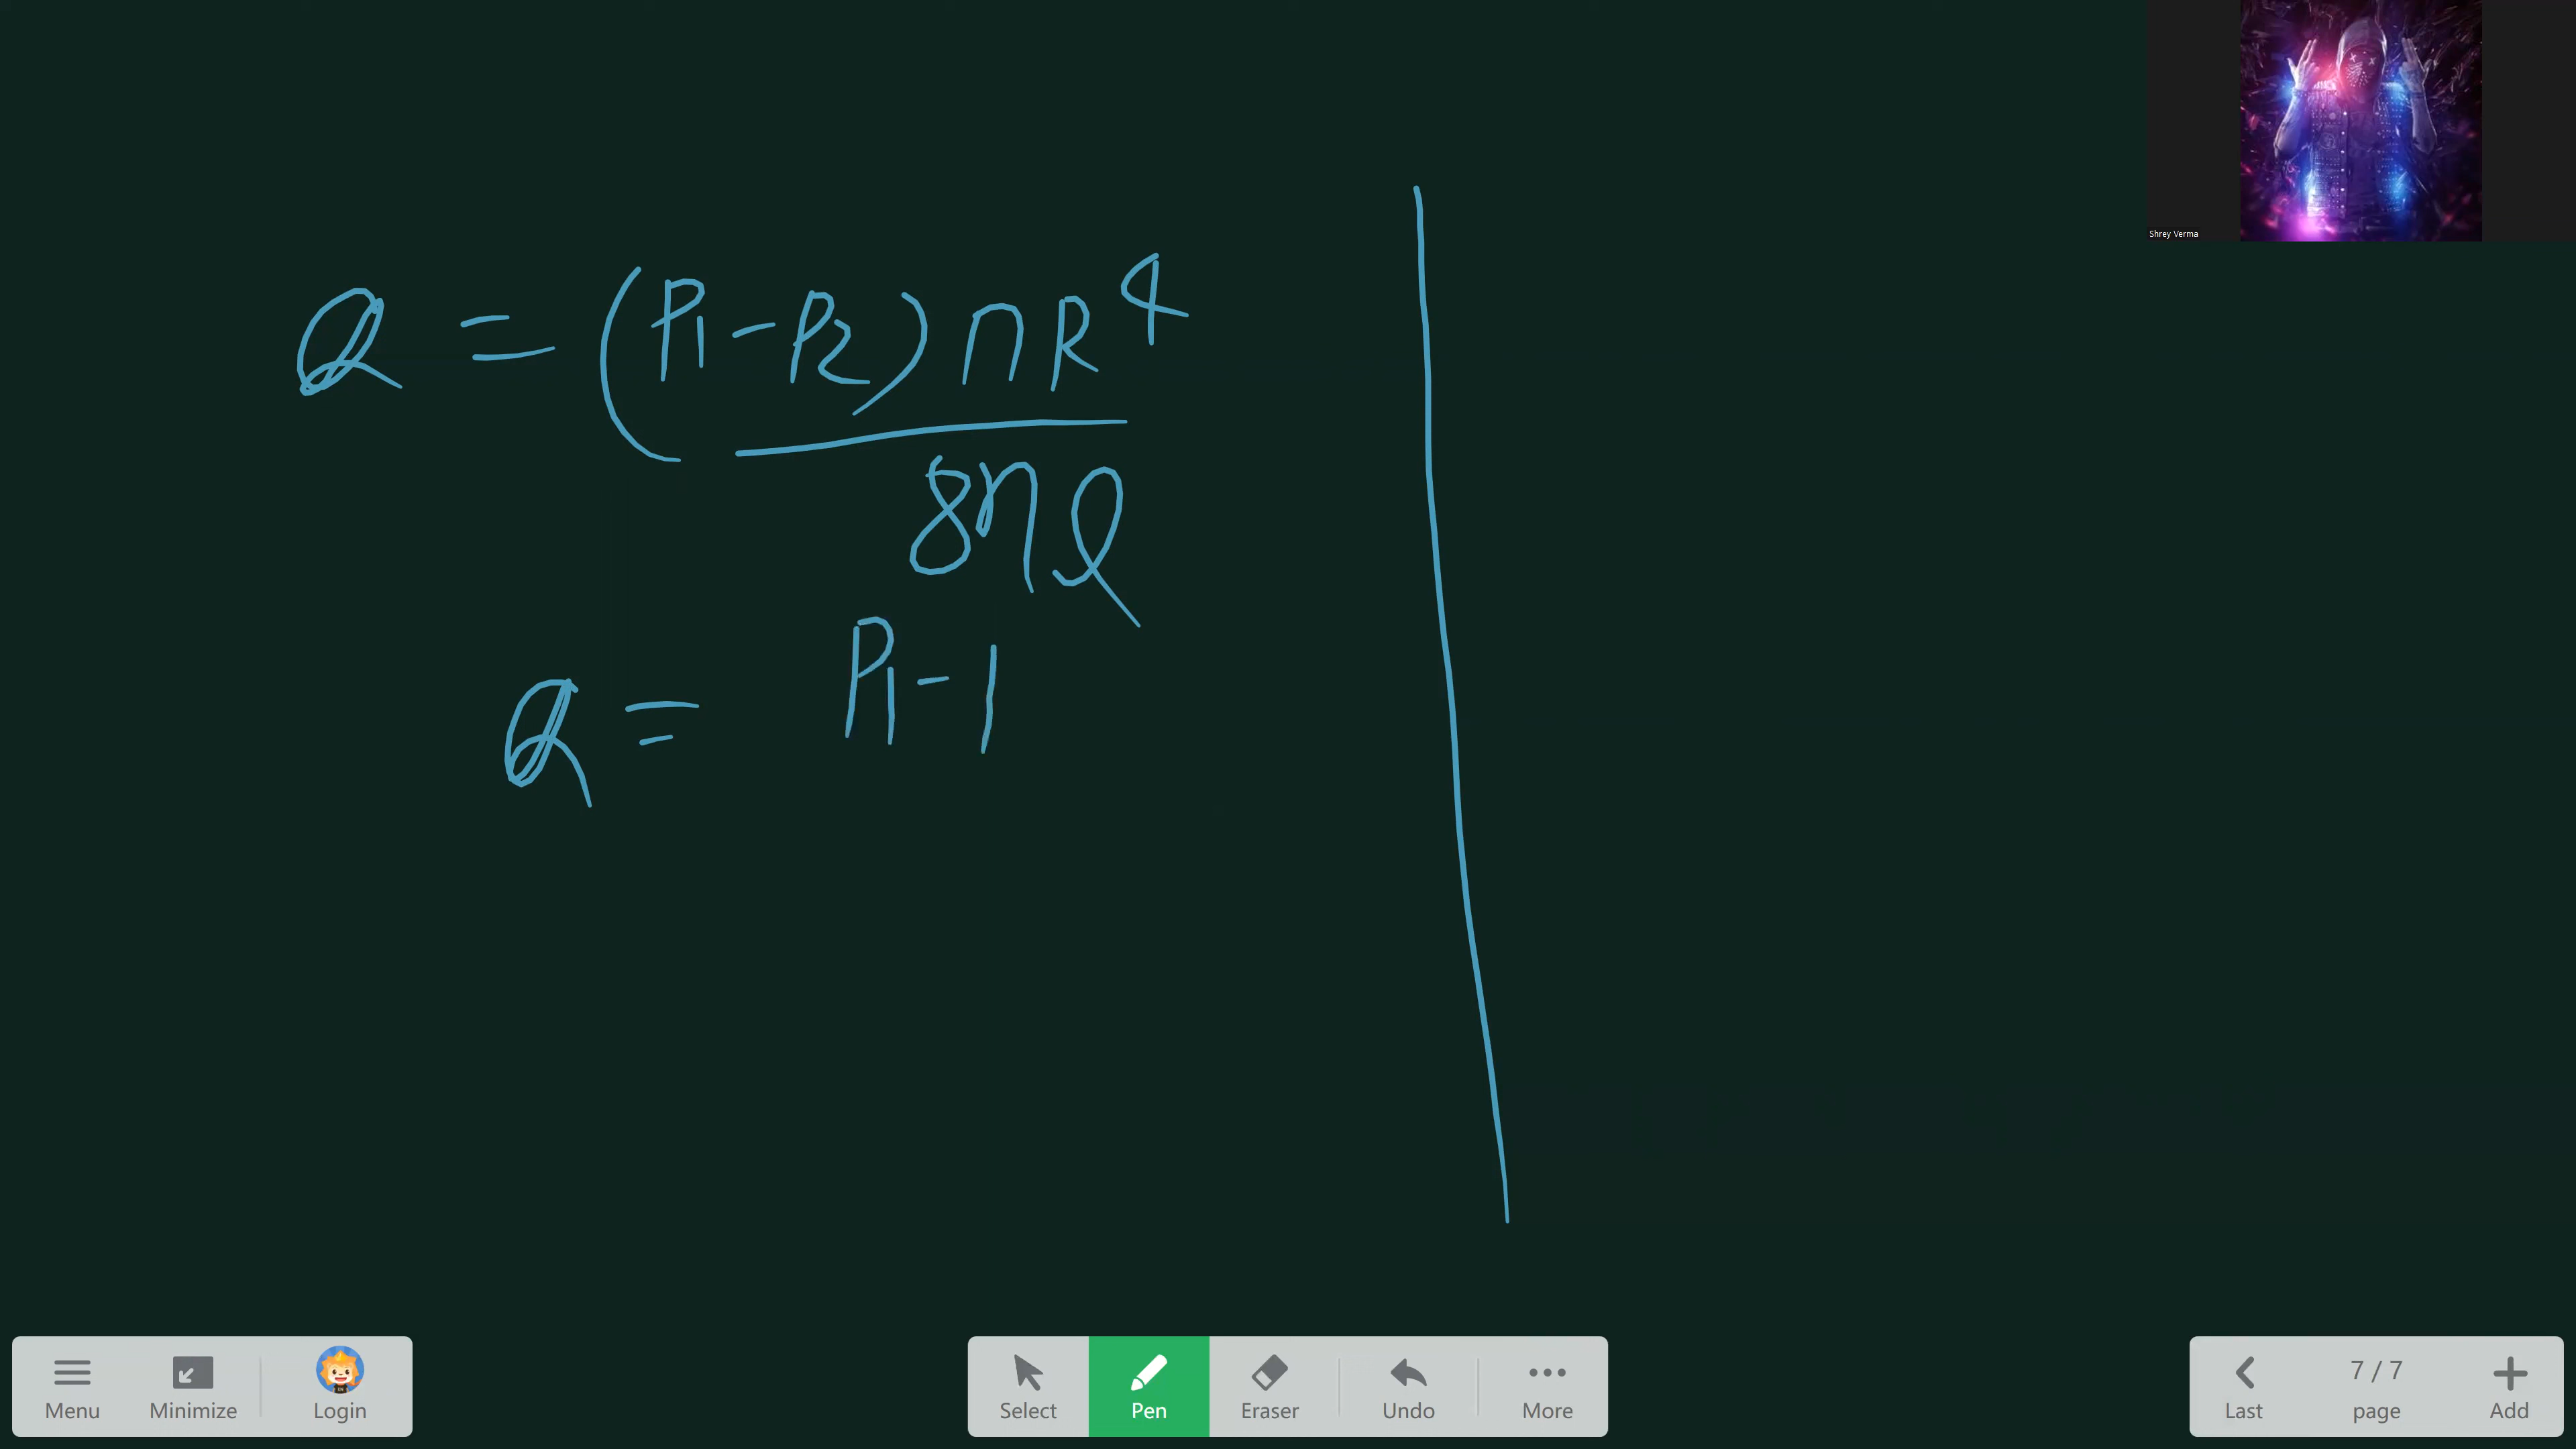 Shrey Verma
Q = (P₁-P₂) π R⁴
8ηl
Q = P₁-1
Menu Minimize Login Select Pen Eraser Undo More Last 7 / 7 page Add